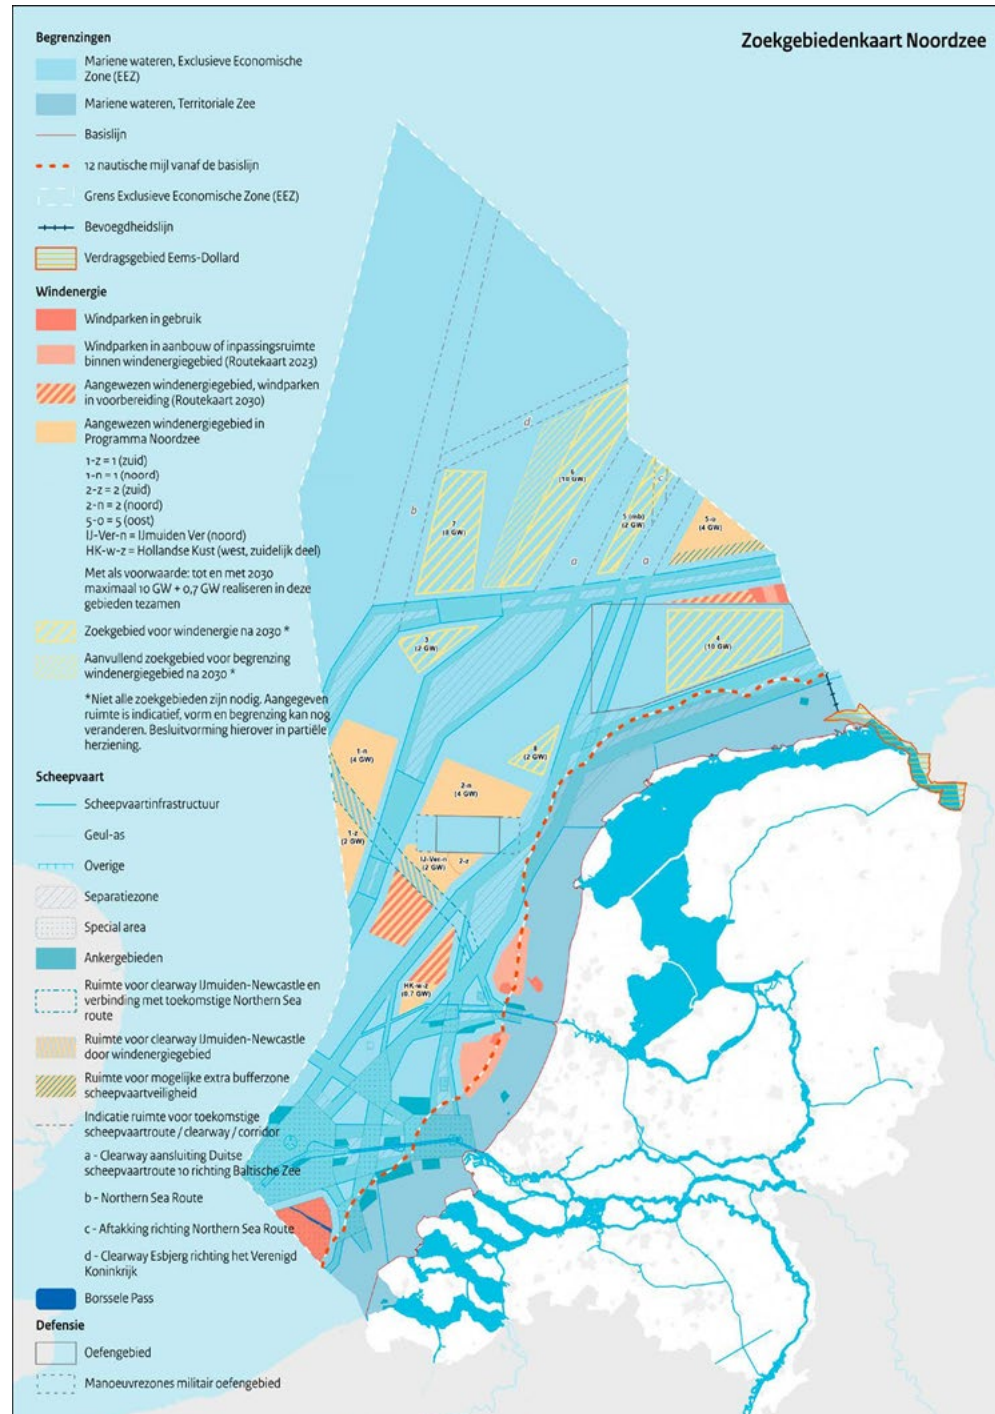 Zoekgebiedenkaart Noordzee
Begrenzingen
Mariene wateren, Exclusieve Economische
Zone (EEZ)
Mariene wateren, Territoriale Zee
Basislijn
12 nautische mijl vanaf de basislijn
Grens Exclusieve Economische Zone (EEZ)
Bevoegdheidslijn
Verdragsgebied Eems-Dollard
Windenergie
Windparken in gebruik
Windparken in aanbouw of inpassingsruimte
binnen windenergiegebied (Routekaart 2023)
Aangewezen windenergiegebied, windparken
in voorbereiding (Routekaart 2030)
Aangewezen windenergiegebied in
Programma Noordzee
1-z = 1 (zuid)
1-n = 1 (noord)
2-z = 2 (zuid)
2-n = 2 (noord)
5-o = 5 (oost)
IJ-Ver-n = IJmuiden Ver (noord)
HK-w-z = Hollandse Kust (west, zuidelijk deel)
Met als voorwaarde: tot en met 2030
maximaal 10 GW + 0,7 GW realiseren in deze
gebieden tezamen
Zoekgebied voor windenergie na 2030 *
Aanvullend zoekgebied voor begrenzing
windenergiegebied na 2030 *
*Niet alle zoekgebieden zijn nodig. Aangegeven
ruimte is indicatief, vorm en begrenzing kan nog
veranderen. Besluitvorming hierover in partiële
herziening.
Scheepvaart
Scheepvaartinfrastructuur
Geul-as
Overige
Separatiezone
Special area
Ankergebieden
Ruimte voor clearway IJmuiden-Newcastle en
verbinding met toekomstige Northern Sea
route
Ruimte voor clearway IJmuiden-Newcastle
door windenergiegebied
Ruimte voor mogelijke extra bufferzone
scheepvaartveiligheid
Indicatie ruimte voor toekomstige
scheepvaartroute / clearway / corridor
a - Clearway aansluiting Duitse
scheepvaartroute 10 richting Baltische Zee
b - Northern Sea Route
c - Aftakking richting Northern Sea Route
d - Clearway Esbjerg richting het Verenigd
Koninkrijk
Borssele Pass
Defensie
Oefengebied
Manoeuvrezones militair oefengebied
d
6
(10 GW)
c
b
7
(8 GW)
5 (mb)
(2 GW)
5-o
(4 GW)
a
a
3
(2 GW)
4
(10 GW)
8
(2 GW)
1-n
(4 GW)
2-n
(4 GW)
1-z
(2 GW)
IJ-Ver-n
(2 GW)
2-z
HK-w-z
(0.7 GW)